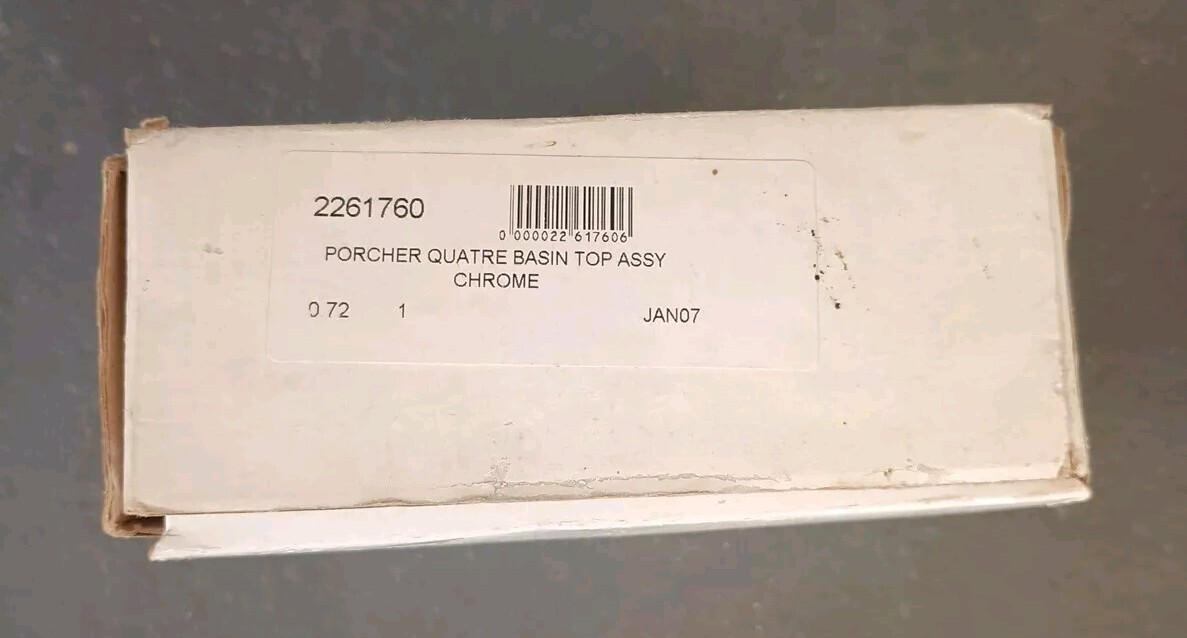 2261760
0 000022 617606
PORCHER QUATRE BASIN TOP ASSY
CHROME
0 72 1 JAN07